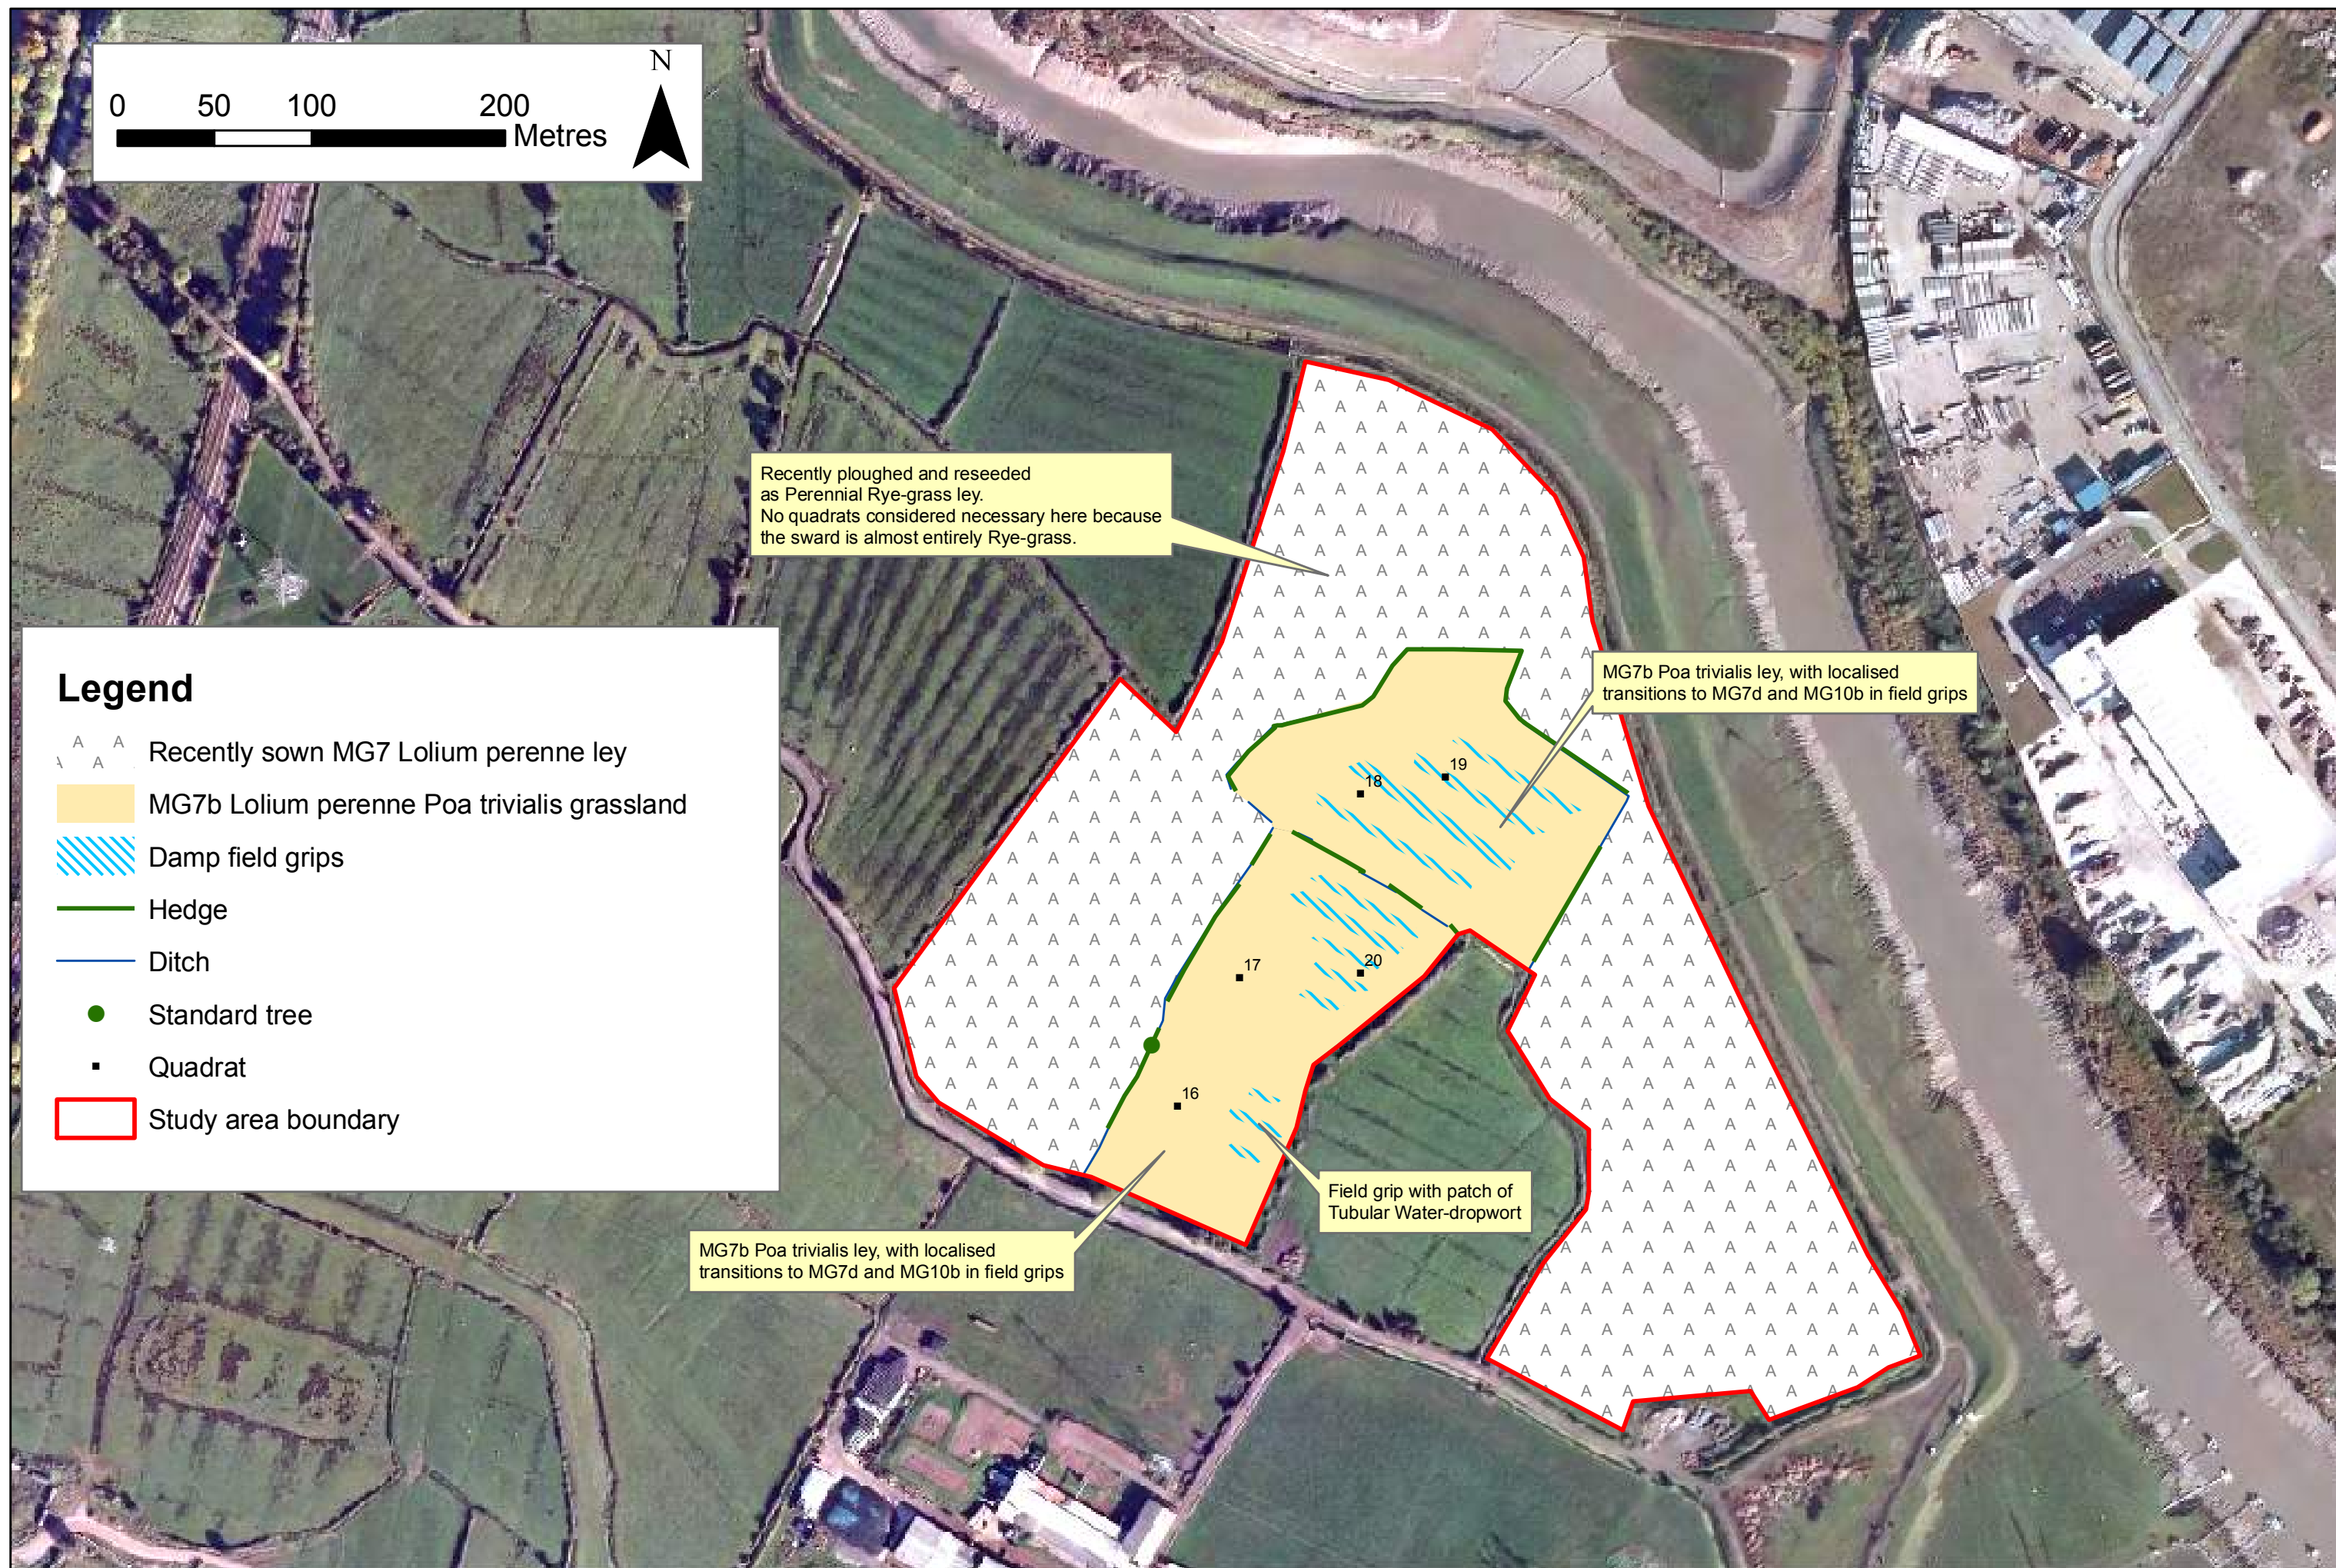 N
0 50 100 200
Metres
Recently ploughed and reseeded
as Perennial Rye-grass ley.
No quadrats considered necessary here because
the sward is almost entirely Rye-grass.
MG7b Poa trivialis ley, with localised
transitions to MG7d and MG10b in field grips
19
18
17
20
16
Field grip with patch of
Tubular Water-dropwort
MG7b Poa trivialis ley, with localised
transitions to MG7d and MG10b in field grips
Legend
A A
A A
Recently sown MG7 Lolium perenne ley
MG7b Lolium perenne Poa trivialis grassland
Damp field grips
Hedge
Ditch
Standard tree
Quadrat
Study area boundary